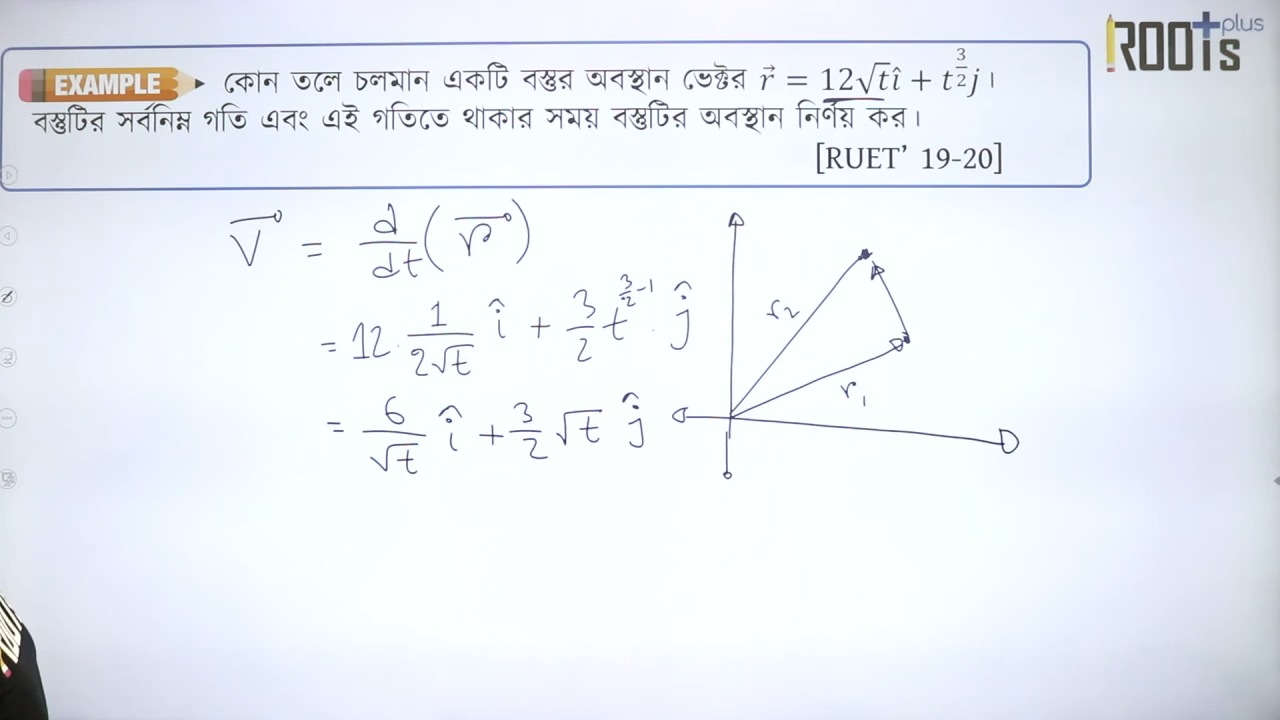 ROOTs plus
EXAMPLE কোন তলে চলমান একটি বস্তুর অবস্থান ভেক্টর r⃗ = 12√tî + t^(3/2)j।
বস্তুটির সর্বনিম্ন গতি এবং এই গতিতে থাকার সময় বস্তুটির অবস্থান নির্ণয় কর।
[RUET’ 19-20]
V⃗ = d/dt (r⃗)
= 12 · 1/(2√t) î + 3/2 t^(3/2 - 1) · ĵ
= 6/√t î + 3/2 √t ĵ
r2
r1